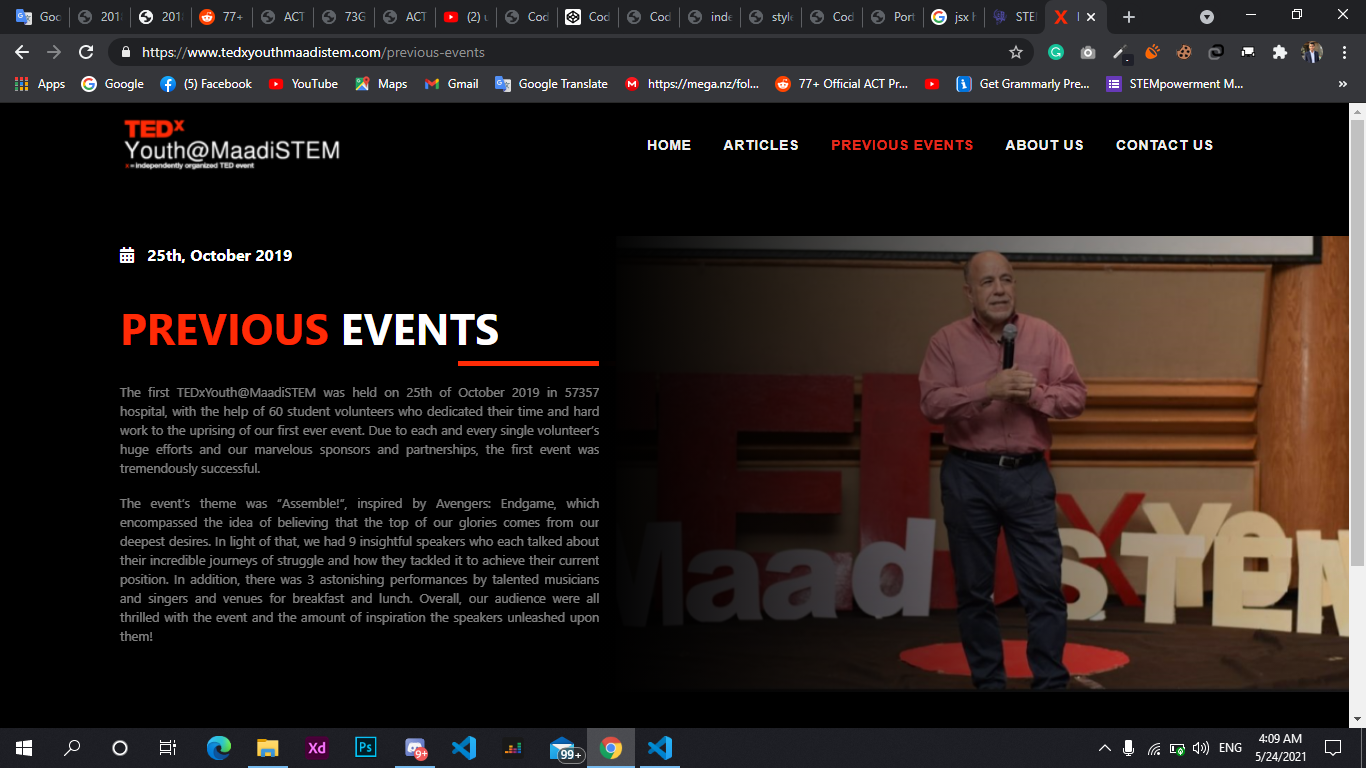 Goo
201
201
77+
ACT
73G
ACT
(2)
Cod
Cod
Cod
inde
style
Cod
Port
jsx h
STE
https://www.tedxyouthmaadistem.com/previous-events
Apps
Google
(5) Facebook
YouTube
Maps
Gmail
Google Translate
https://mega.nz/fol...
77+ Official ACT Pr...
Get Grammarly Pre...
STEMpowerment M...
»
TEDx
Youth@MaadiSTEM
x = independently organized TED event
HOME
ARTICLES
PREVIOUS EVENTS
ABOUT US
CONTACT US
25th, October 2019
PREVIOUS EVENTS
The first TEDxYouth@MaadiSTEM was held on 25th of October 2019 in 57357
hospital, with the help of 60 student volunteers who dedicated their time and hard
work to the uprising of our first ever event. Due to each and every single volunteer's
huge efforts and our marvelous sponsors and partnerships, the first event was
tremendously successful.
The event's theme was "Assemble!", inspired by Avengers: Endgame, which
encompassed the idea of believing that the top of our glories comes from our
deepest desires. In light of that, we had 9 insightful speakers who each talked about
their incredible journeys of struggle and how they tackled it to achieve their current
position. In addition, there was 3 astonishing performances by talented musicians
and singers and venues for breakfast and lunch. Overall, our audience were all
thrilled with the event and the amount of inspiration the speakers unleashed upon
them!
Maadi STEM
Xd
Ps
9+
99+
ENG
4:09 AM
5/24/2021